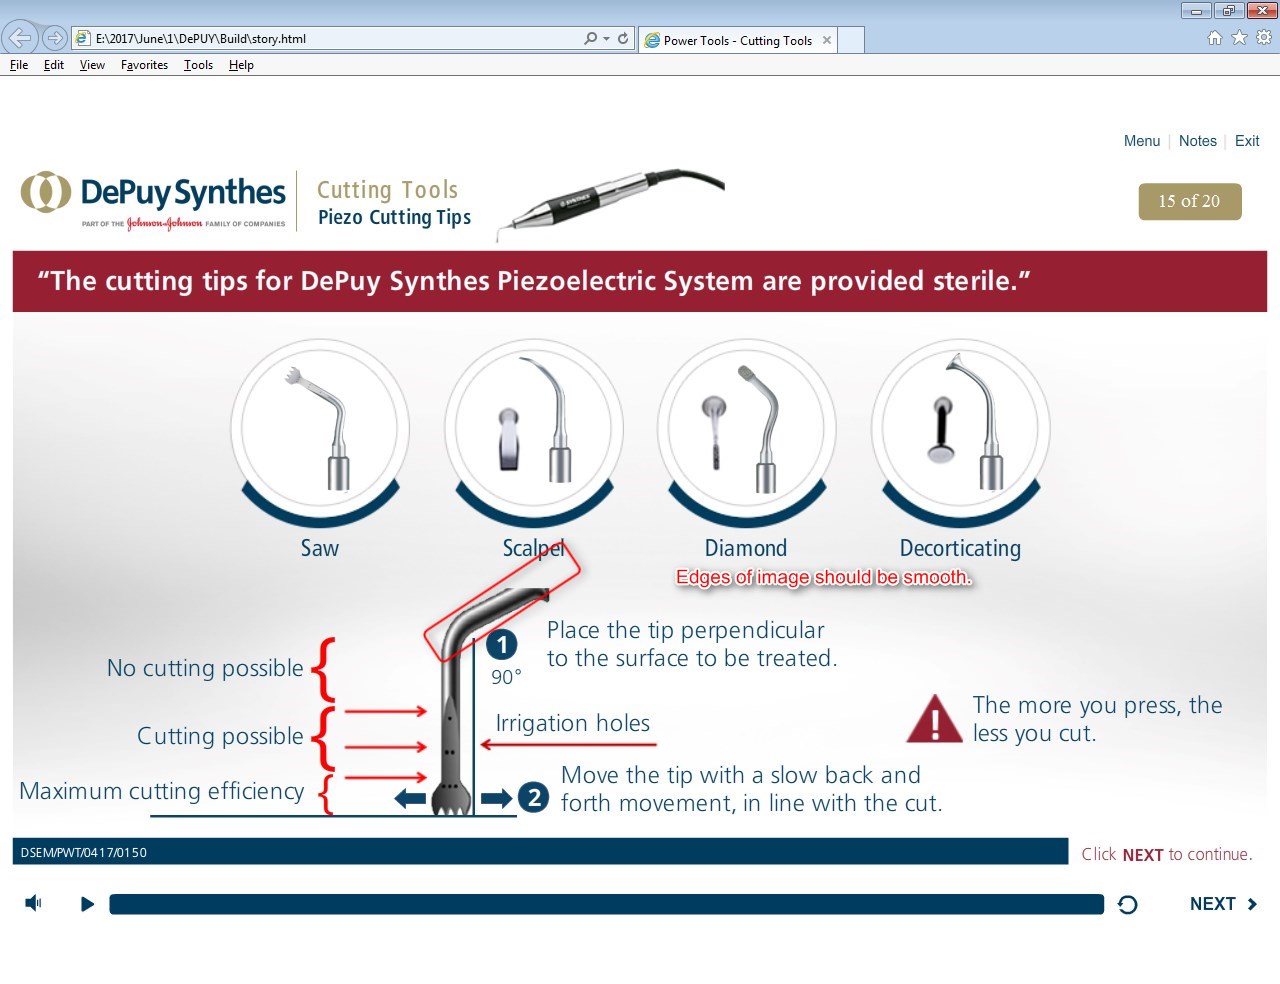 E:\2017\June\1\DePUY\Build\story.html
Power Tools - Cutting Tools
File Edit View Favorites Tools Help
Menu | Notes | Exit
DePuy Synthes
PART OF THE Johnson & Johnson FAMILY OF COMPANIES
Cutting Tools
Piezo Cutting Tips
SYNTHES
15 of 20
“The cutting tips for DePuy Synthes Piezoelectric System are provided sterile.”
Saw
Scalpel
Diamond
Decorticating
Edges of image should be smooth.
1
Place the tip perpendicular
to the surface to be treated.
90°
No cutting possible
Irrigation holes
Cutting possible
The more you press, the
less you cut.
Maximum cutting efficiency
2
Move the tip with a slow back and
forth movement, in line with the cut.
DSEM/PWT/0417/0150
Click NEXT to continue.
NEXT